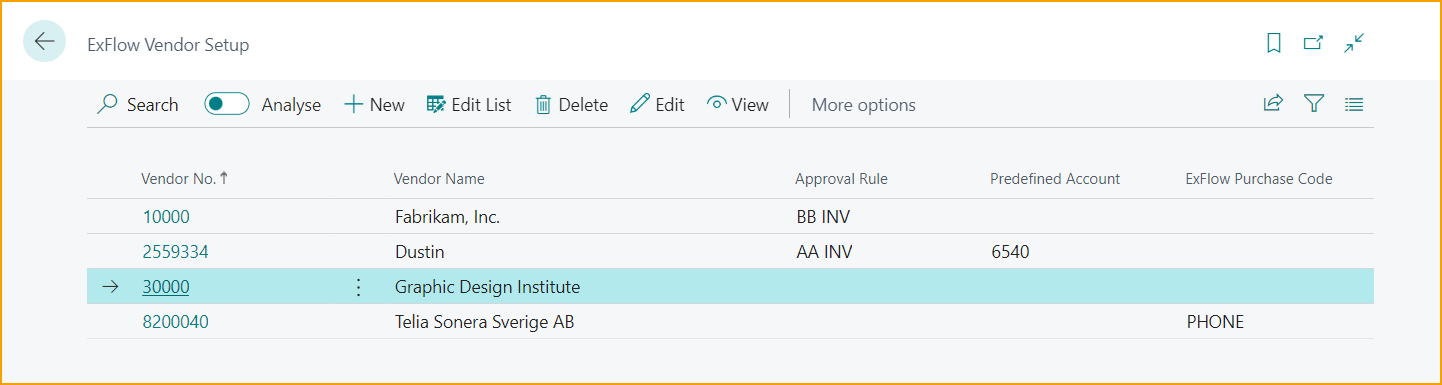 ExFlow Vendor Setup
Search Analyse New Edit List Delete Edit View More options
Vendor No. ↑ Vendor Name Approval Rule Predefined Account ExFlow Purchase Code
10000 Fabrikam, Inc. BB INV
2559334 Dustin AA INV 6540
30000 Graphic Design Institute
8200040 Telia Sonera Sverige AB PHONE